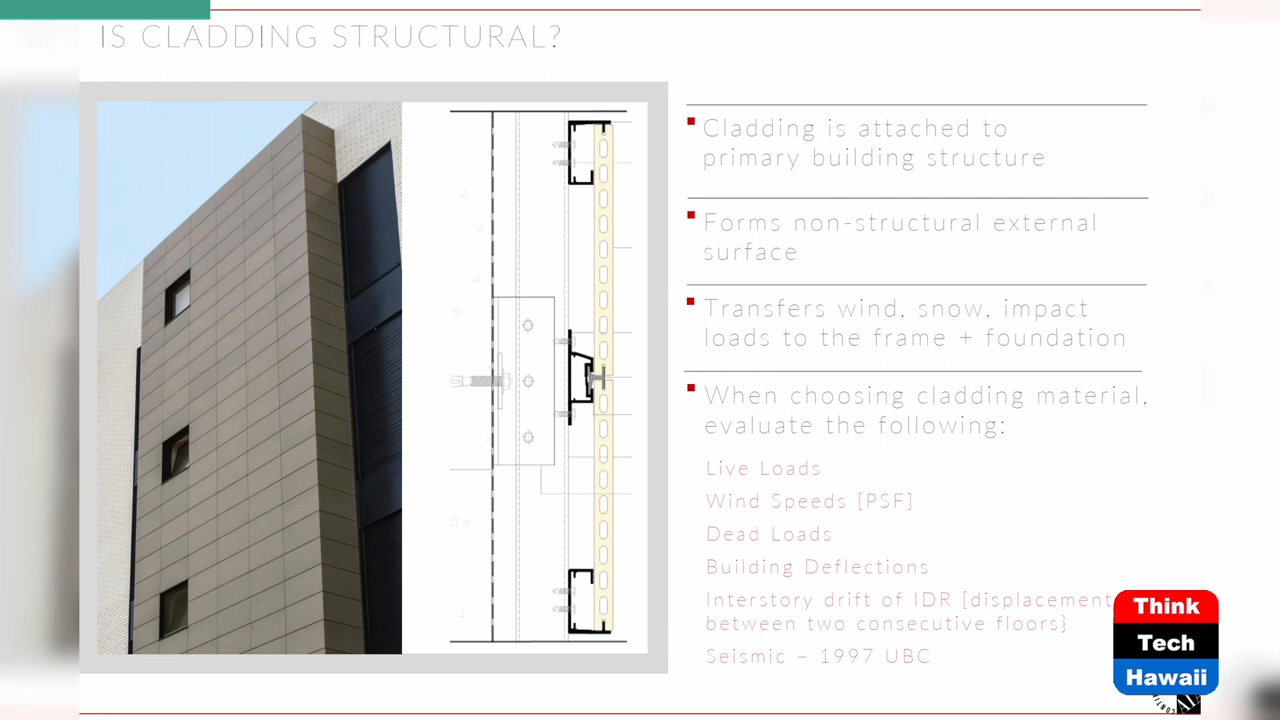 IS CLADDING STRUCTURAL?
Cladding is attached to
primary building structure
Forms non-structural external
surface
Transfers wind, snow, impact
loads to the frame + foundation
When choosing cladding material,
evaluate the following:
Live Loads
Wind Speeds [PSF]
Dead Loads
Building Deflections
Interstory drift of IDR [displacement
between two consecutive floors}
Seismic – 1997 UBC
Think
Tech
Hawaii